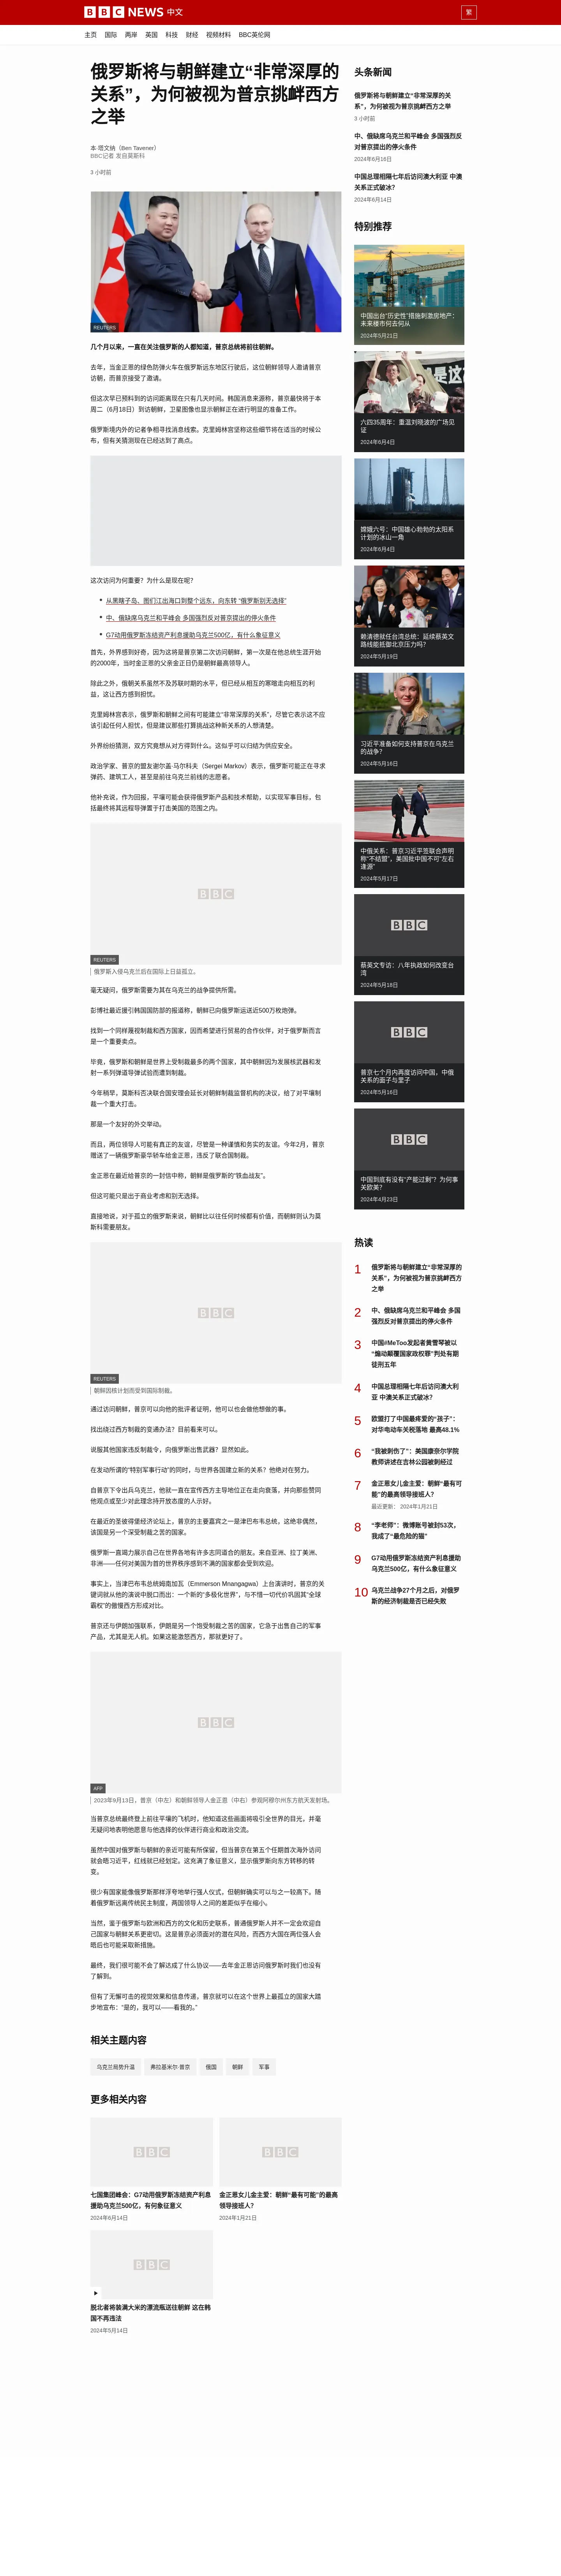 BBC NEWS 中文
繁
主页 国际 两岸 英国 科技 财经 视频材料 BBC英伦网
俄罗斯将与朝鲜建立“非常深厚的
关系”，为何被视为普京挑衅西方
之举
本·塔文纳（Ben Tavener）
BBC记者 发自莫斯科
3 小时前
REUTERS
几个月以来，一直在关注俄罗斯的人都知道，普京总统将前往朝鲜。
去年，当金正恩的绿色防弹火车在俄罗斯远东地区行驶后，这位朝鲜领导人邀请普京
访朝，而普京接受了邀请。
但这次早已预料到的访问距离现在只有几天时间。韩国消息来源称，普京最快将于本
周二（6月18日）到访朝鲜，卫星图像也显示朝鲜正在进行明显的准备工作。
俄罗斯境内外的记者争相寻找消息线索。克里姆林宫坚称这些细节将在适当的时候公
布，但有关猜测现在已经达到了高点。
这次访问为何重要？为什么是现在呢？
从黑瞎子岛、图们江出海口到整个远东，向东转 “俄罗斯别无选择”
中、俄缺席乌克兰和平峰会 多国强烈反对普京提出的停火条件
G7动用俄罗斯冻结资产利息援助乌克兰500亿，有什么象征意义
首先，外界感到好奇，因为这将是普京第二次访问朝鲜，第一次是在他总统生涯开始
的2000年，当时金正恩的父亲金正日仍是朝鲜最高领导人。
除此之外，俄朝关系虽然不及苏联时期的水平，但已经从相互的寒暄走向相互的利
益，这让西方感到担忧。
克里姆林宫表示，俄罗斯和朝鲜之间有可能建立“非常深厚的关系”，尽管它表示这不应
该引起任何人担忧，但是建议那些打算挑战这种新关系的人想清楚。
外界纷纷猜测，双方究竟想从对方得到什么。这似乎可以归结为供应安全。
政治学家、普京的盟友谢尔盖·马尔科夫（Sergei Markov）表示，俄罗斯可能正在寻求
弹药、建筑工人，甚至是前往乌克兰前线的志愿者。
他补充说，作为回报，平壤可能会获得俄罗斯产品和技术帮助，以实现军事目标，包
括最终将其远程导弹置于打击美国的范围之内。
BBC
REUTERS
俄罗斯入侵乌克兰后在国际上日益孤立。
毫无疑问，俄罗斯需要为其在乌克兰的战争提供所需。
彭博社最近援引韩国国防部的报道称，朝鲜已向俄罗斯运送近500万枚炮弹。
找到一个同样蔑视制裁和西方国家，因而希望进行贸易的合作伙伴，对于俄罗斯而言
是一个重要卖点。
毕竟，俄罗斯和朝鲜是世界上受制裁最多的两个国家，其中朝鲜因为发展核武器和发
射一系列弹道导弹试验而遭到制裁。
今年稍早，莫斯科否决联合国安理会延长对朝鲜制裁监督机构的决议，给了对平壤制
裁一个重大打击。
那是一个友好的外交举动。
而且，两位领导人可能有真正的友谊，尽管是一种谨慎和务实的友谊。今年2月，普京
赠送了一辆俄罗斯豪华轿车给金正恩，违反了联合国制裁。
金正恩在最近给普京的一封信中称，朝鲜是俄罗斯的“铁血战友”。
但这可能只是出于商业考虑和别无选择。
直接地说，对于孤立的俄罗斯来说，朝鲜比以往任何时候都有价值，而朝鲜则认为莫
斯科需要朋友。
BBC
REUTERS
朝鲜因核计划而受到国际制裁。
通过访问朝鲜，普京可以向他的批评者证明，他可以也会做他想做的事。
找出绕过西方制裁的变通办法？目前看来可以。
说服其他国家违反制裁令，向俄罗斯出售武器？显然如此。
在发动所谓的“特别军事行动”的同时，与世界各国建立新的关系？他绝对在努力。
自普京下令出兵乌克兰，他就一直在宣传西方主导地位正在走向衰落，并向那些赞同
他观点或至少对此理念持开放态度的人示好。
在最近的圣彼得堡经济论坛上，普京的主要嘉宾之一是津巴布韦总统，这绝非偶然，
该国是另一个深受制裁之苦的国家。
俄罗斯一直竭力展示自己在世界各地有许多志同道合的朋友。来自亚洲、拉丁美洲、
非洲——任何对美国为首的世界秩序感到不满的国家都会受到欢迎。
事实上，当津巴布韦总统姆南加瓦（Emmerson Mnangagwa）上台演讲时，普京的关
键词就从他的演说中脱口而出：一个新的“多极化世界”，与不惜一切代价巩固其“全球
霸权”的傲慢西方形成对比。
普京还与伊朗加强联系，伊朗是另一个饱受制裁之苦的国家，它急于出售自己的军事
产品，尤其是无人机。如果这能激怒西方，那就更好了。
BBC
AFP
2023年9月13日，普京（中左）和朝鲜领导人金正恩（中右）参观阿穆尔州东方航天发射场。
当普京总统最终登上前往平壤的飞机时，他知道这些画面将吸引全世界的目光，并毫
无疑问地表明他愿意与他选择的伙伴进行商业和政治交流。
虽然中国对俄罗斯与朝鲜的亲近可能有所保留，但当普京在第五个任期首次海外访问
就会晤习近平，红线就已经划定。这充满了象征意义，显示俄罗斯向东方转移的转
变。
很少有国家能像俄罗斯那样浮夸地举行强人仪式，但朝鲜确实可以与之一较高下。随
着俄罗斯远离传统民主制度，两国领导人之间的差距似乎在缩小。
当然，鉴于俄罗斯与欧洲和西方的文化和历史联系，普通俄罗斯人并不一定会欢迎自
己国家与朝鲜关系更密切。这是普京必须面对的潜在风险，而西方大国在两位强人会
晤后也可能采取新措施。
最终，我们很可能不会了解达成了什么协议——去年金正恩访问俄罗斯时我们也没有
了解到。
但有了无懈可击的视觉效果和信息传递，普京就可以在这个世界上最孤立的国家大踏
步地宣布：“是的，我可以——看我的。”
相关主题内容
乌克兰局势升温 弗拉基米尔·普京 俄国 朝鲜 军事
更多相关内容
BBC
七国集团峰会：G7动用俄罗斯冻结资产利息
援助乌克兰500亿，有何象征意义
2024年6月14日
BBC
金正恩女儿金主爱：朝鲜“最有可能”的最高
领导接班人？
2024年1月21日
BBC
脱北者将装满大米的漂流瓶送往朝鲜 这在韩
国不再违法
2024年5月14日
头条新闻
俄罗斯将与朝鲜建立“非常深厚的关
系”，为何被视为普京挑衅西方之举
3 小时前
中、俄缺席乌克兰和平峰会 多国强烈反
对普京提出的停火条件
2024年6月16日
中国总理相隔七年后访问澳大利亚 中澳
关系正式破冰？
2024年6月14日
特别推荐
中国出台“历史性”措施刺激房地产：
未来楼市何去何从
2024年5月21日
六四35周年：重温刘晓波的广场见
证
2024年6月4日
嫦娥六号：中国雄心勃勃的太阳系
计划的冰山一角
2024年6月4日
赖清德就任台湾总统：延续蔡英文
路线能抵御北京压力吗？
2024年5月19日
习近平准备如何支持普京在乌克兰
的战争？
2024年5月16日
中俄关系：普京习近平签联合声明
称“不结盟”，美国批中国不可“左右
逢源”
2024年5月17日
BBC
蔡英文专访：八年执政如何改变台
湾
2024年5月18日
BBC
普京七个月内再度访问中国，中俄
关系的面子与里子
2024年5月16日
BBC
中国到底有没有“产能过剩”？为何事
关欧美？
2024年4月23日
热读
1 俄罗斯将与朝鲜建立“非常深厚的
关系”，为何被视为普京挑衅西方
之举
2 中、俄缺席乌克兰和平峰会 多国
强烈反对普京提出的停火条件
3 中国#MeToo发起者黄雪琴被以
“煽动颠覆国家政权罪”判处有期
徒刑五年
4 中国总理相隔七年后访问澳大利
亚 中澳关系正式破冰？
5 欧盟打了中国最疼爱的“孩子”：
对华电动车关税落地 最高48.1%
6 “我被刺伤了”：美国康奈尔学院
教师讲述在吉林公园被刺经过
7 金正恩女儿金主爱：朝鲜“最有可
能”的最高领导接班人？
最近更新： 2024年1月21日
8 “李老师”：微博账号被封53次，
我成了“最危险的猫”
9 G7动用俄罗斯冻结资产利息援助
乌克兰500亿，有什么象征意义
10 乌克兰战争27个月之后，对俄罗
斯的经济制裁是否已经失败